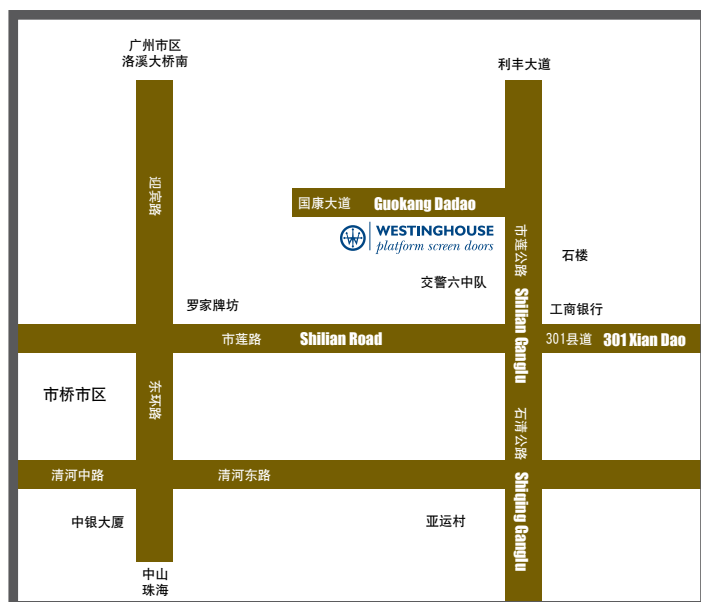 广州市区
洛溪大桥南
利丰大道
迎宾路
国康大道 Guokang Dadao
WESTINGHOUSE
platform screen doors
市莲公路 Shilian Ganglu
石楼
交警六中队
罗家牌坊
工商银行
市莲路 Shilian Road
301县道 301 Xian Dao
市桥市区
东环路
石清公路 Shiqing Ganglu
清河中路
清河东路
中银大厦
亚运村
中山
珠海